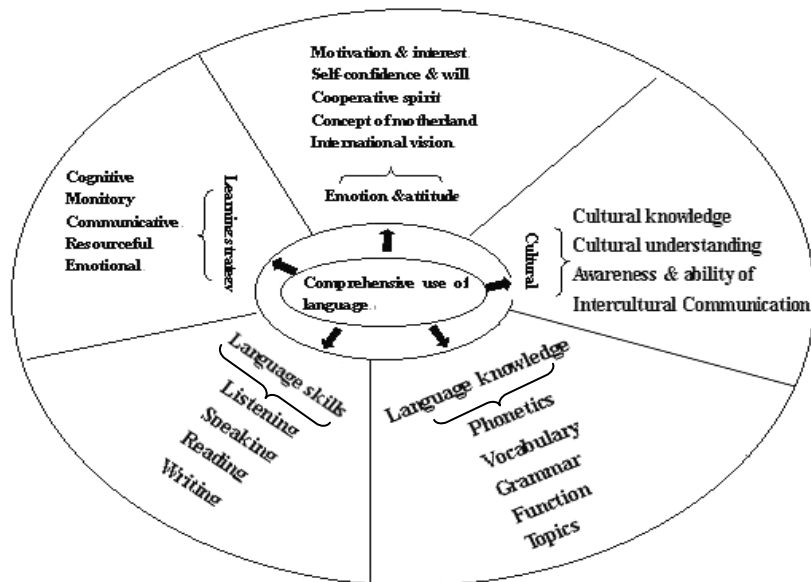 Motivation & interest
Self-confidence & will
Cooperative spirit
Concept of motherland
International vision
Emotion & attitude
Cognitive
Monitory
Communicative
Resourceful
Emotional
Learning strategy
Cultural
Cultural knowledge
Cultural understanding
Awareness & ability of
Intercultural Communication
Comprehensive use of
language
Language skills
Listening
Speaking
Reading
Writing
Language knowledge
Phonetics
Vocabulary
Grammar
Function
Topics